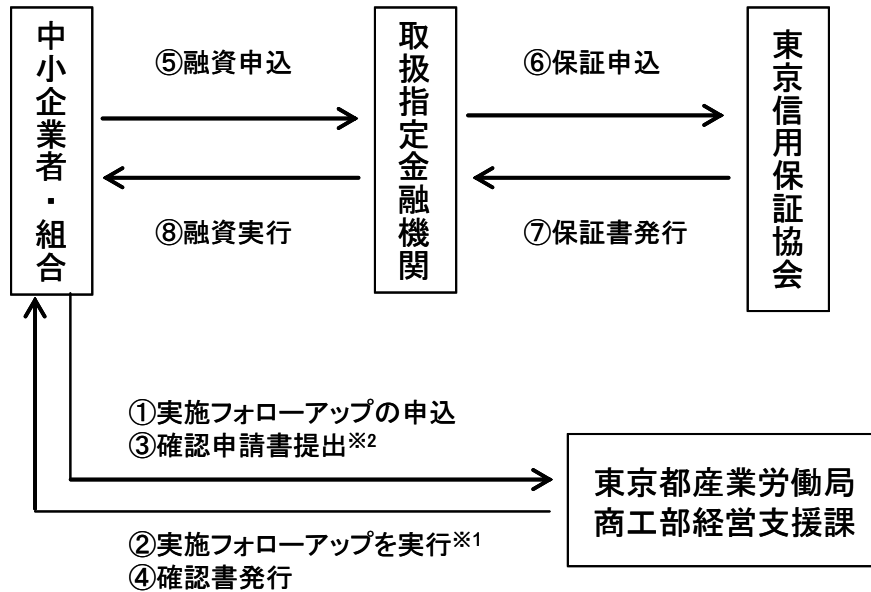 中小企業者・組合
⑤融資申込
取扱指定金融機関
⑥保証申込
東京信用保証協会
⑧融資実行
⑦保証書発行
①実施フォローアップの申込
③確認申請書提出※2
東京都産業労働局
商工部経営支援課
②実施フォローアップを実行※1
④確認書発行